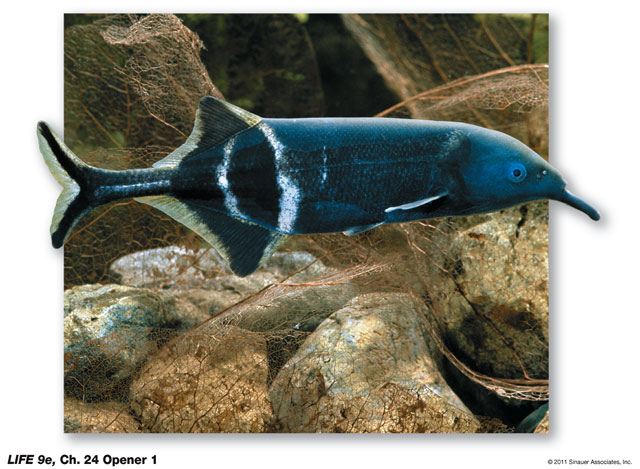 LIFE 9e, Ch. 24 Opener 1
© 2011 Sinauer Associates, Inc.